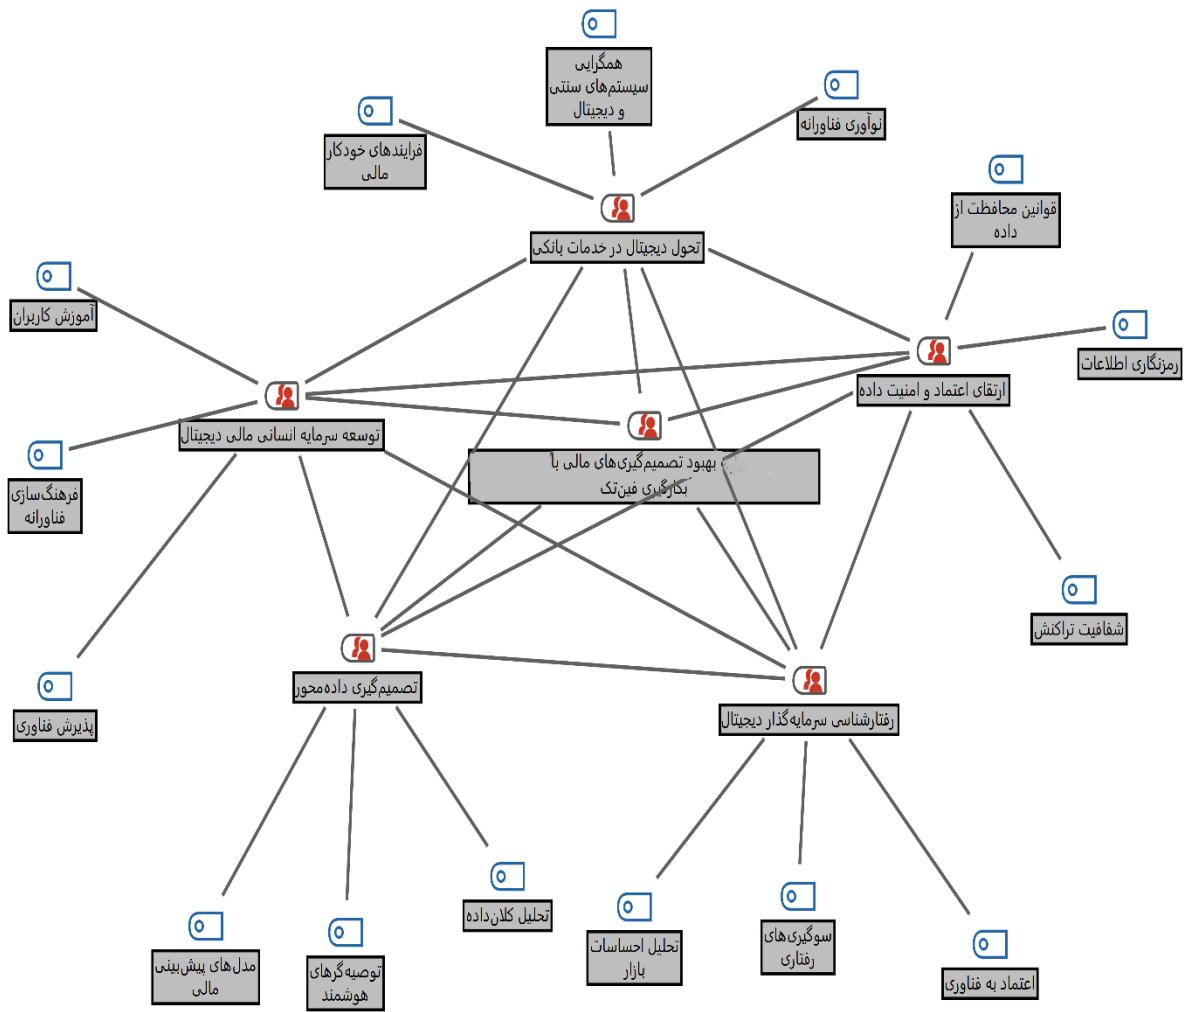 همگرایی
سیستم‌های سنتی
و دیجیتال
نوآوری فناورانه
فرایندهای خودکار
مالی
قوانین محافظت از
داده
تحول دیجیتال در خدمات بانکی
آموزش کاربران
رمزنگاری اطلاعات
ارتقای اعتماد و امنیت داده
توسعه سرمایه انسانی مالی دیجیتال
بهبود تصمیم‌گیری‌های مالی با
بکارگیری فین‌تک
فرهنگ‌سازی
فناورانه
شفافیت تراکنش
تصمیم‌گیری داده‌محور
پذیرش فناوری
رفتارشناسی سرمایه‌گذار دیجیتال
تحلیل کلان‌داده
سوگیری‌های
رفتاری
تحلیل احساسات
بازار
مدل‌های پیش‌بینی
مالی
توصیه‌گرهای
هوشمند
اعتماد به فناوری